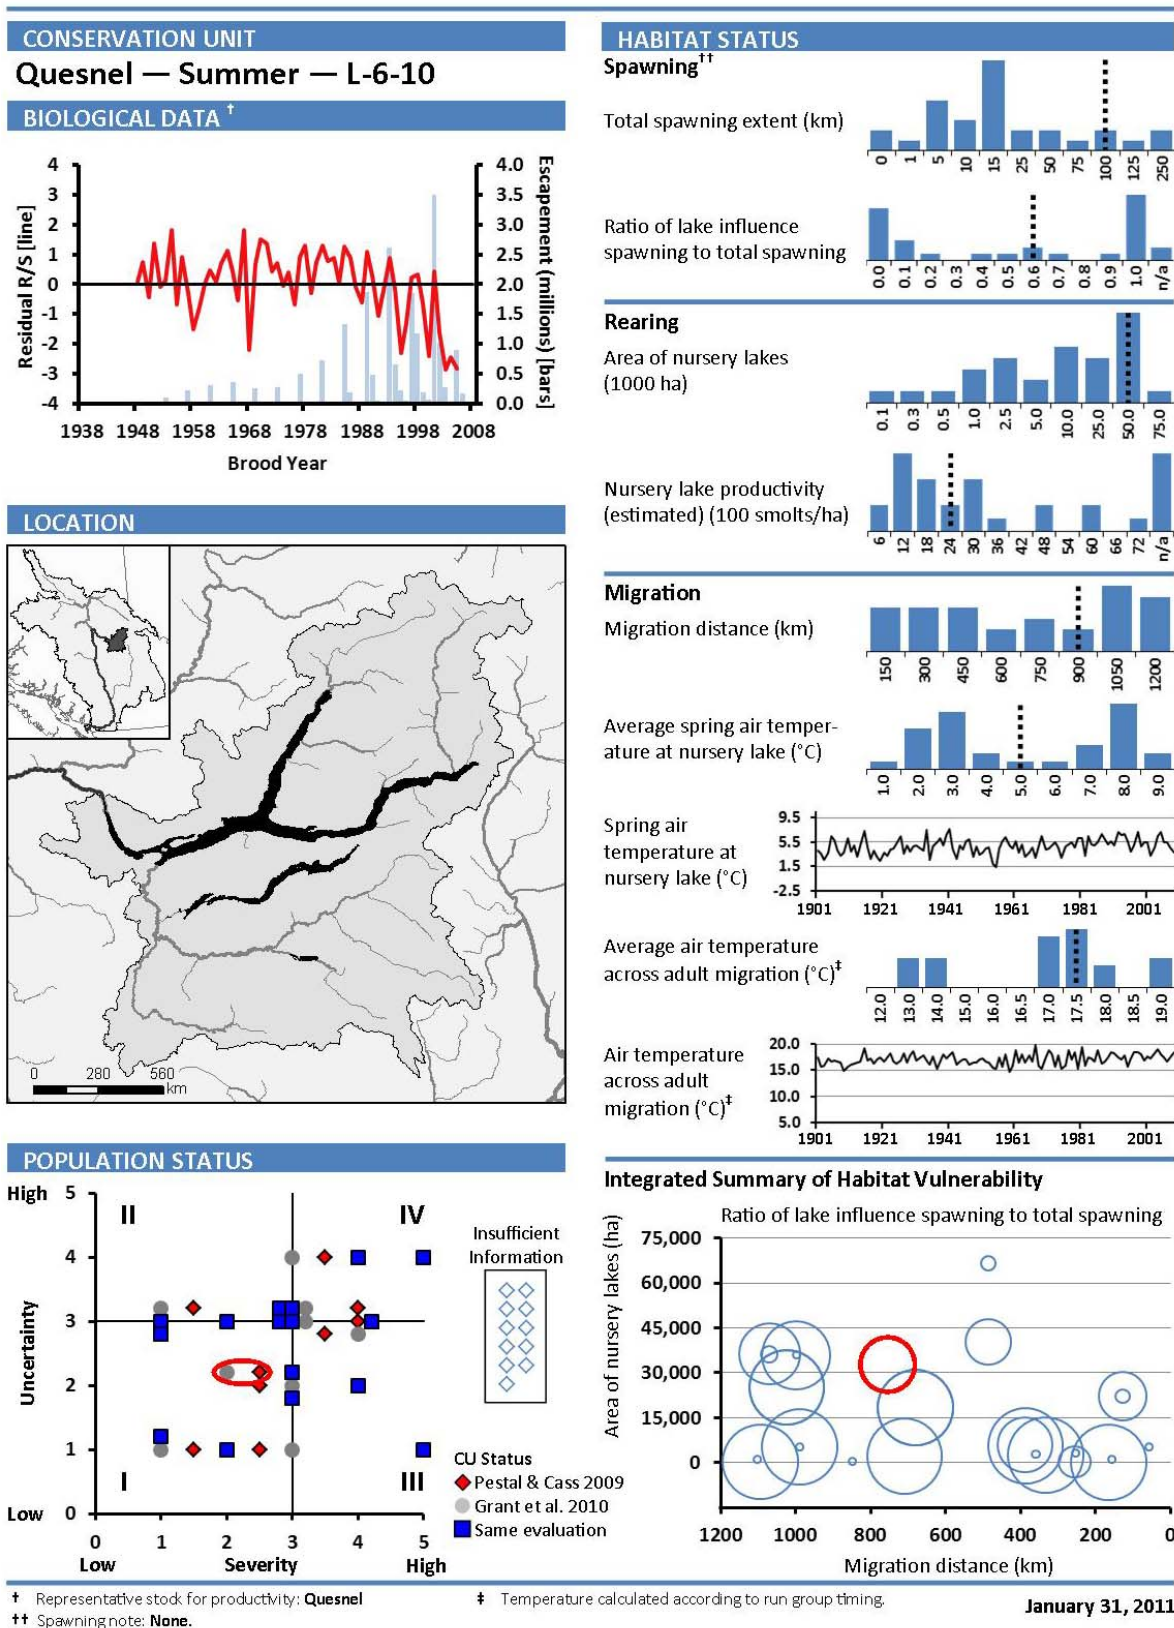 CONSERVATION UNIT
Quesnel — Summer — L-6-10
BIOLOGICAL DATA †
Residual R/S [line]
4
3
2
1
0
-1
-2
-3
-4
4.0
3.5
3.0
2.5
2.0
1.5
1.0
0.5
0.0
Escapement (millions) [bars]
1938 1948 1958 1968 1978 1988 1998 2008
Brood Year
LOCATION
0 280 560
km
POPULATION STATUS
High
Uncertainty
Low
5
4
3
2
1
0
II
IV
I
III
0 1 2 3 4 5
Low Severity High
Insufficient
Information
CU Status
Pestal & Cass 2009
Grant et al. 2010
Same evaluation
HABITAT STATUS
Spawning††
Total spawning extent (km)
0 1 5 10 15 25 50 75 100 125 250
Ratio of lake influence
spawning to total spawning
0.0 0.1 0.2 0.3 0.4 0.5 0.6 0.7 0.8 0.9 1.0 n/a
Rearing
Area of nursery lakes
(1000 ha)
0.1 0.3 0.5 1.0 2.5 5.0 10.0 25.0 50.0 75.0
Nursery lake productivity
(estimated) (100 smolts/ha)
6 12 18 24 30 36 42 48 54 60 66 72 n/a
Migration
Migration distance (km)
150 300 450 600 750 900 1050 1200
Average spring air temper-
ature at nursery lake (°C)
1.0 2.0 3.0 4.0 5.0 6.0 7.0 8.0 9.0
Spring air
temperature at
nursery lake (°C)
9.5
5.5
1.5
-2.5
1901 1921 1941 1961 1981 2001
Average air temperature
across adult migration (°C)‡
12.0 13.0 14.0 15.0 16.0 16.5 17.0 17.5 18.0 18.5 19.0
Air temperature
across adult
migration (°C)‡
20.0
15.0
10.0
5.0
1901 1921 1941 1961 1981 2001
Integrated Summary of Habitat Vulnerability
Ratio of lake influence spawning to total spawning
Area of nursery lakes (ha)
75,000
60,000
45,000
30,000
15,000
0
1200 1000 800 600 400 200 0
Migration distance (km)
† Representative stock for productivity: Quesnel
†† Spawning note: None.
‡ Temperature calculated according to run group timing.
January 31, 2011